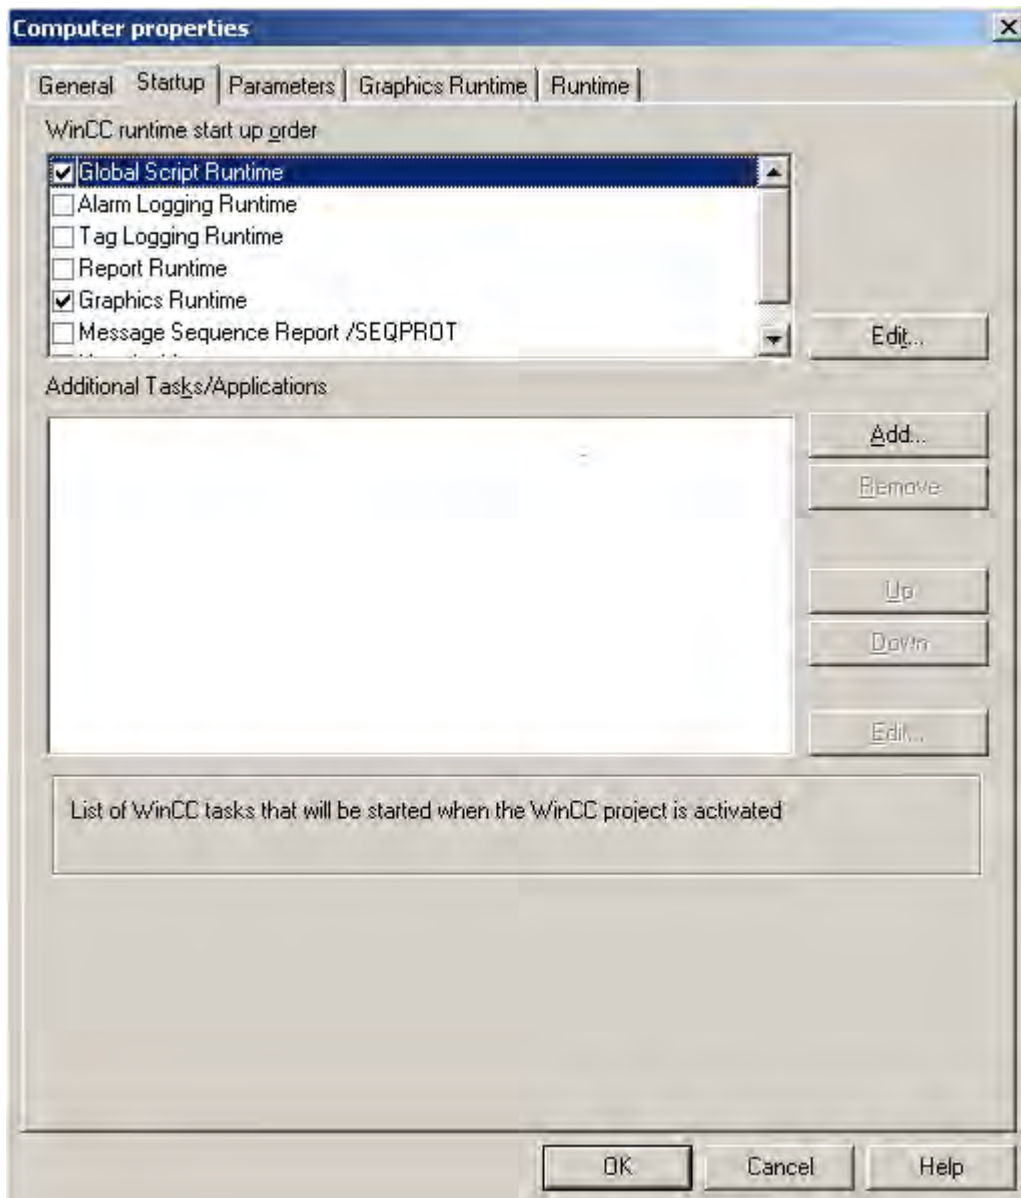 Computer properties
General Startup Parameters Graphics Runtime Runtime
WinCC runtime start up order
Global Script Runtime
Alarm Logging Runtime
Tag Logging Runtime
Report Runtime
Graphics Runtime
Message Sequence Report /SEQPROT
Edit...
Additional Tasks/Applications
Add...
Remove
Up
Down
Edit...
List of WinCC tasks that will be started when the WinCC project is activated
OK Cancel Help